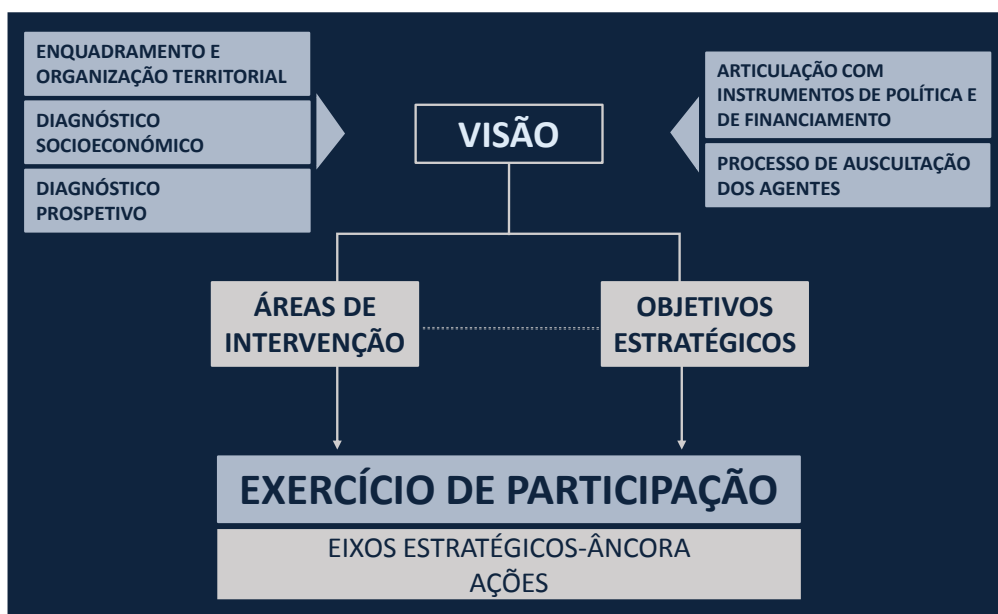 ENQUADRAMENTO E
ORGANIZAÇÃO TERRITORIAL
DIAGNÓSTICO
SOCIOECONÓMICO
DIAGNÓSTICO
PROSPETIVO
VISÃO
ARTICULAÇÃO COM
INSTRUMENTOS DE POLÍTICA E
DE FINANCIAMENTO
PROCESSO DE AUSCULTAÇÃO
DOS AGENTES
ÁREAS DE
INTERVENÇÃO
OBJETIVOS
ESTRATÉGICOS
EXERCÍCIO DE PARTICIPAÇÃO
EIXOS ESTRATÉGICOS-ÂNCORA
AÇÕES